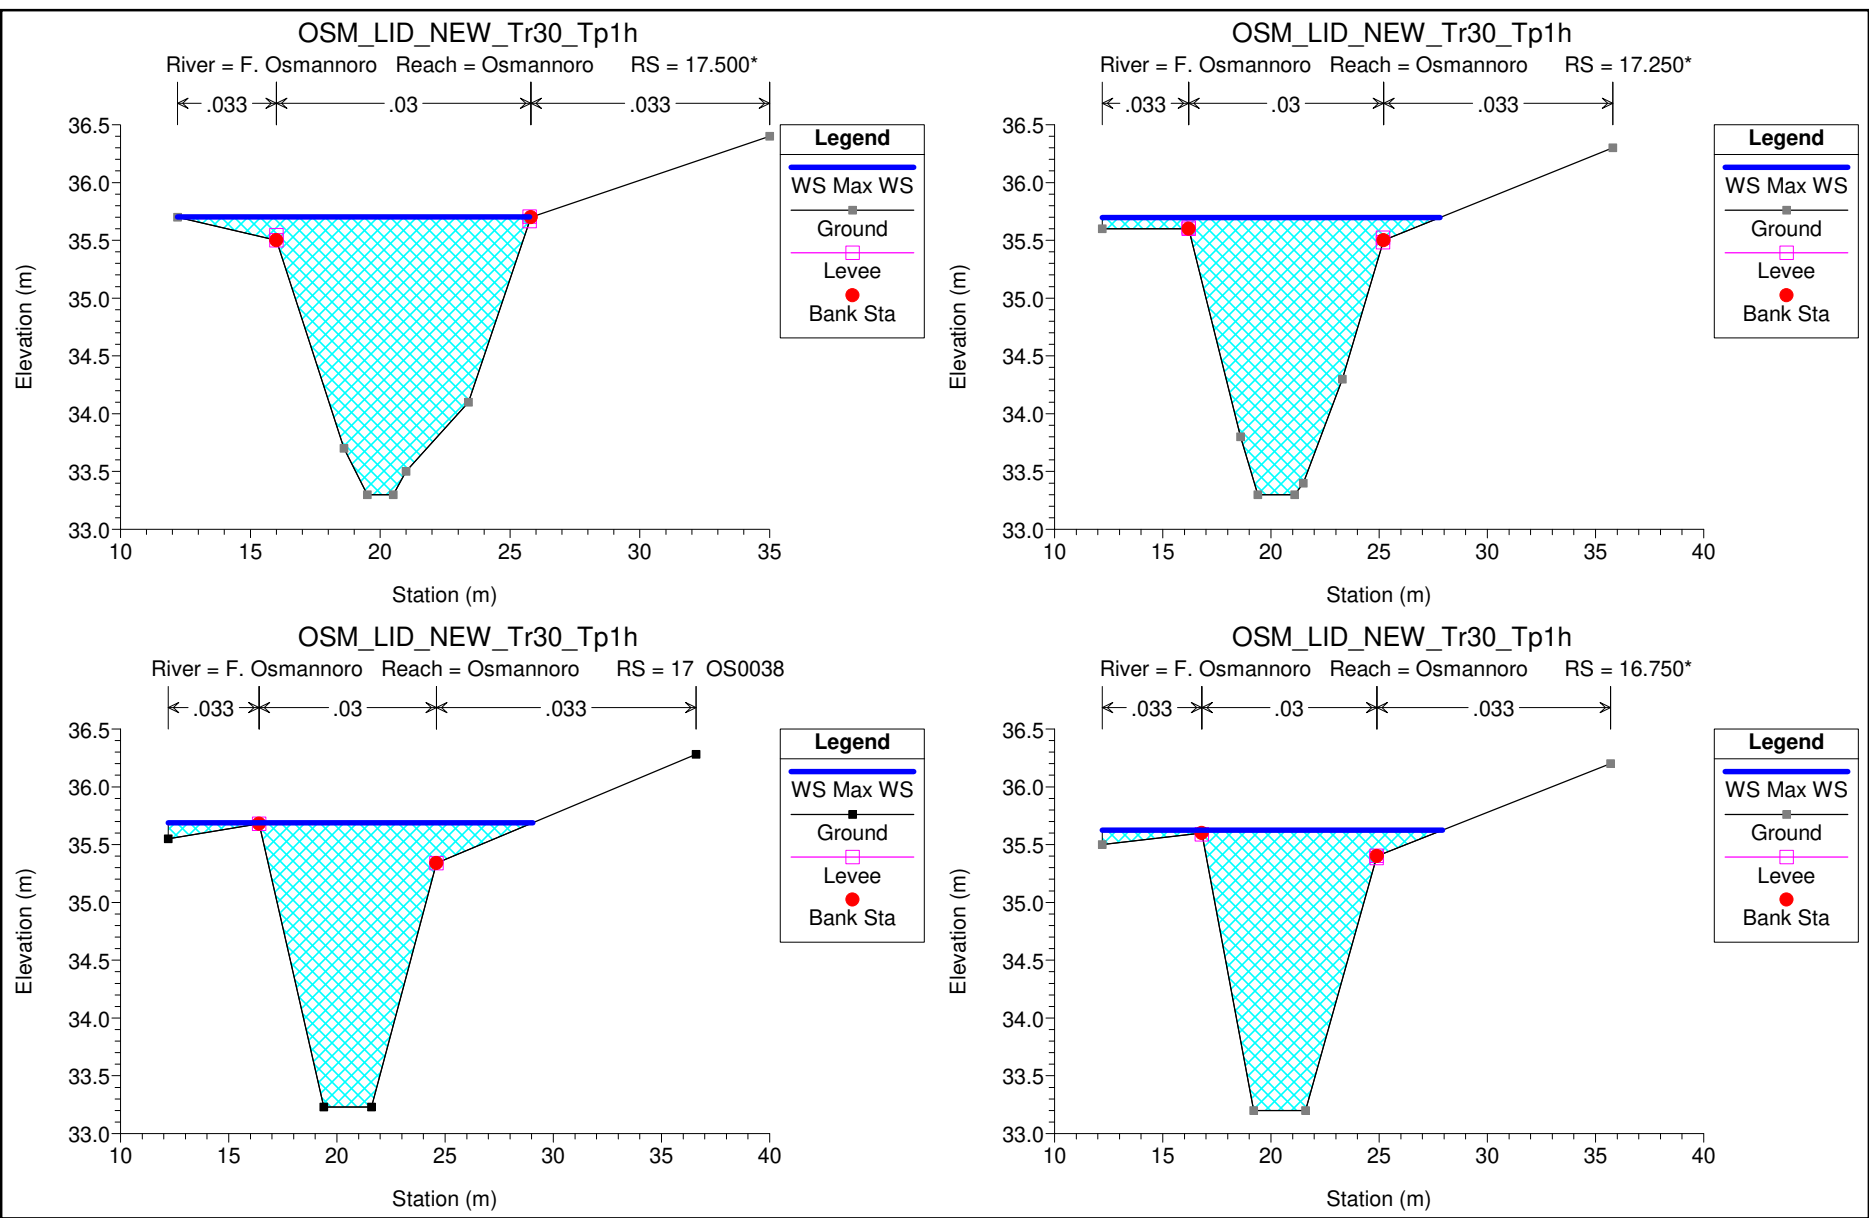 OSM_LID_NEW_Tr30_Tp1h
River = F. Osmannoro Reach = Osmannoro RS = 17.500*
.033 .03 .033
36.5
36.0
35.5
35.0
34.5
34.0
33.5
33.0
10 15 20 25 30 35
Station (m)
Elevation (m)
Legend
WS Max WS
Ground
Levee
Bank Sta
OSM_LID_NEW_Tr30_Tp1h
River = F. Osmannoro Reach = Osmannoro RS = 17.250*
.033 .03 .033
36.5
36.0
35.5
35.0
34.5
34.0
33.5
33.0
10 15 20 25 30 35 40
Station (m)
Elevation (m)
Legend
WS Max WS
Ground
Levee
Bank Sta
OSM_LID_NEW_Tr30_Tp1h
River = F. Osmannoro Reach = Osmannoro RS = 17 OS0038
.033 .03 .033
36.5
36.0
35.5
35.0
34.5
34.0
33.5
33.0
10 15 20 25 30 35 40
Station (m)
Elevation (m)
Legend
WS Max WS
Ground
Levee
Bank Sta
OSM_LID_NEW_Tr30_Tp1h
River = F. Osmannoro Reach = Osmannoro RS = 16.750*
.033 .03 .033
36.5
36.0
35.5
35.0
34.5
34.0
33.5
33.0
10 15 20 25 30 35 40
Station (m)
Elevation (m)
Legend
WS Max WS
Ground
Levee
Bank Sta